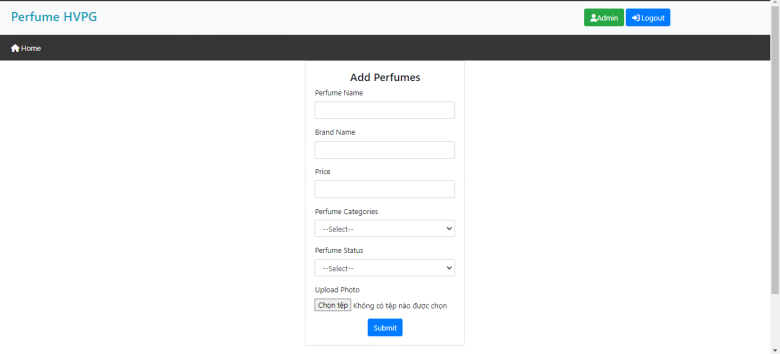 Perfume HVPG
Admin
Logout
Home
Add Perfumes
Perfume Name
Brand Name
Price
Perfume Categories
--Select--
Perfume Status
--Select--
Upload Photo
Chọn tệp Không có tệp nào được chọn
Submit